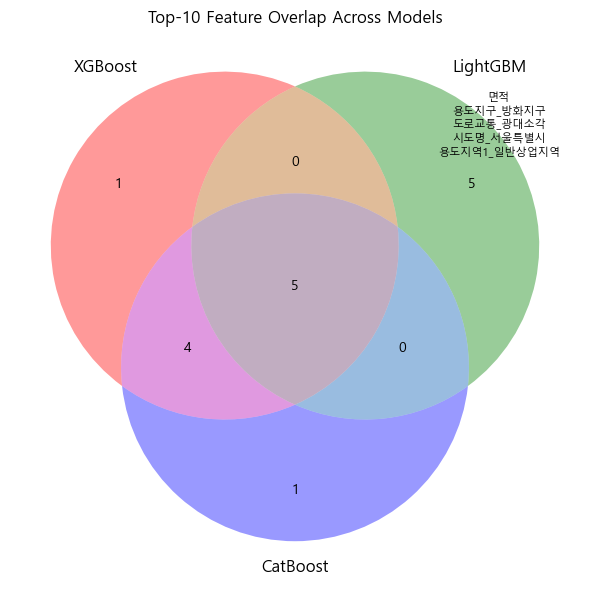 Top-10 Feature Overlap Across Models
XGBoost
LightGBM
면적
용도지구_방화지구
도로교통_광대소각
시도명_서울특별시
용도지역1_일반상업지역
0
1
5
5
4
0
1
CatBoost